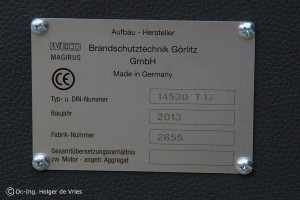 Aufbau - Hersteller
IVECO
MAGIRUS
Brandschutztechnik Görlitz
GmbH
Made in Germany
CE
Typ- u. DIN-Nummer 14530 T 17
Baujahr 2013
Fabrik-Nummer 2855
Gesamtübersetzungsverhältnis
zw. Motor - angetr. Aggregat
(c) Dr.-Ing. Holger de Vries